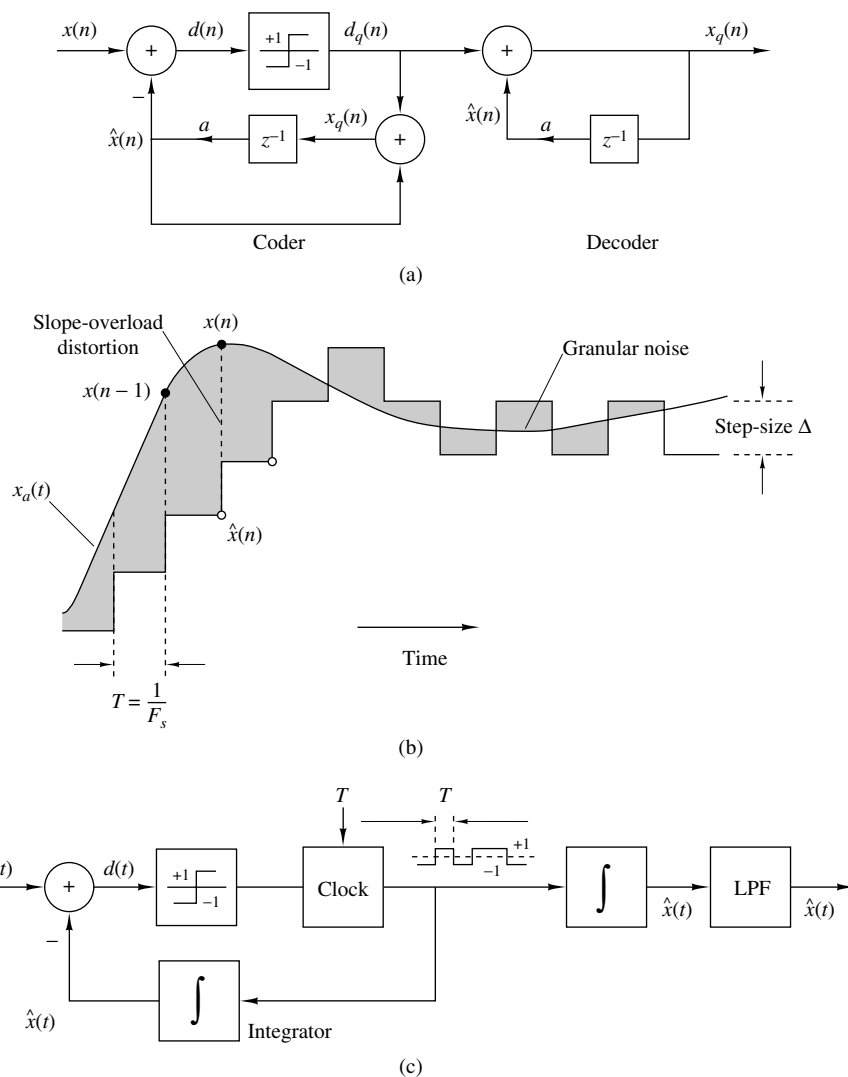 x(n) d(n) +1 −1 d_q(n) x_q(n)
+ +
−
x̂(n) a z⁻¹ x_q(n) + x̂(n) a z⁻¹
Coder Decoder
(a)
Slope-overload distortion
x(n)
Granular noise
x(n − 1)
Step-size Δ
x_a(t)
x̂(n)
Time
T = 1/F_s
(b)
T T
+1 −1
t) + d(t) +1 −1 Clock ∫ x̂(t) LPF x̂(t)
−
x̂(t) ∫ Integrator
(c)